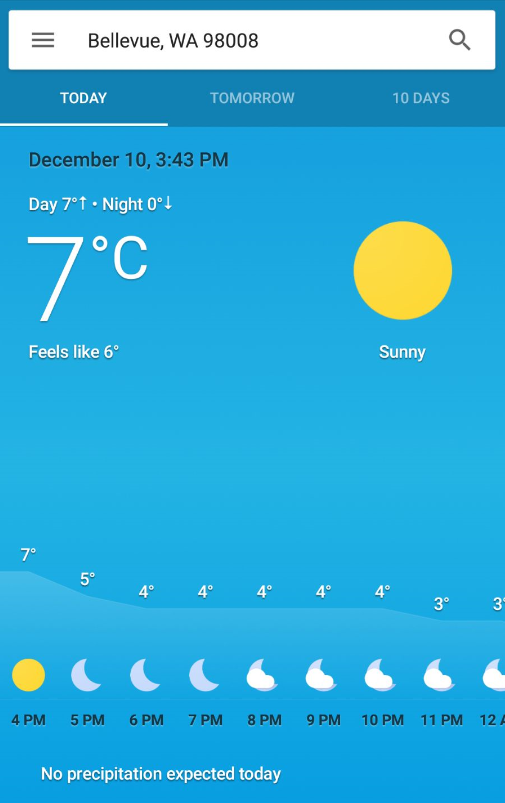 Bellevue, WA 98008
TODAY TOMORROW 10 DAYS
December 10, 3:43 PM
Day 7°↑ • Night 0°↓
7°C
Feels like 6°
Sunny
7° 5° 4° 4° 4° 4° 4° 3° 3°
4 PM 5 PM 6 PM 7 PM 8 PM 9 PM 10 PM 11 PM 12 A
No precipitation expected today